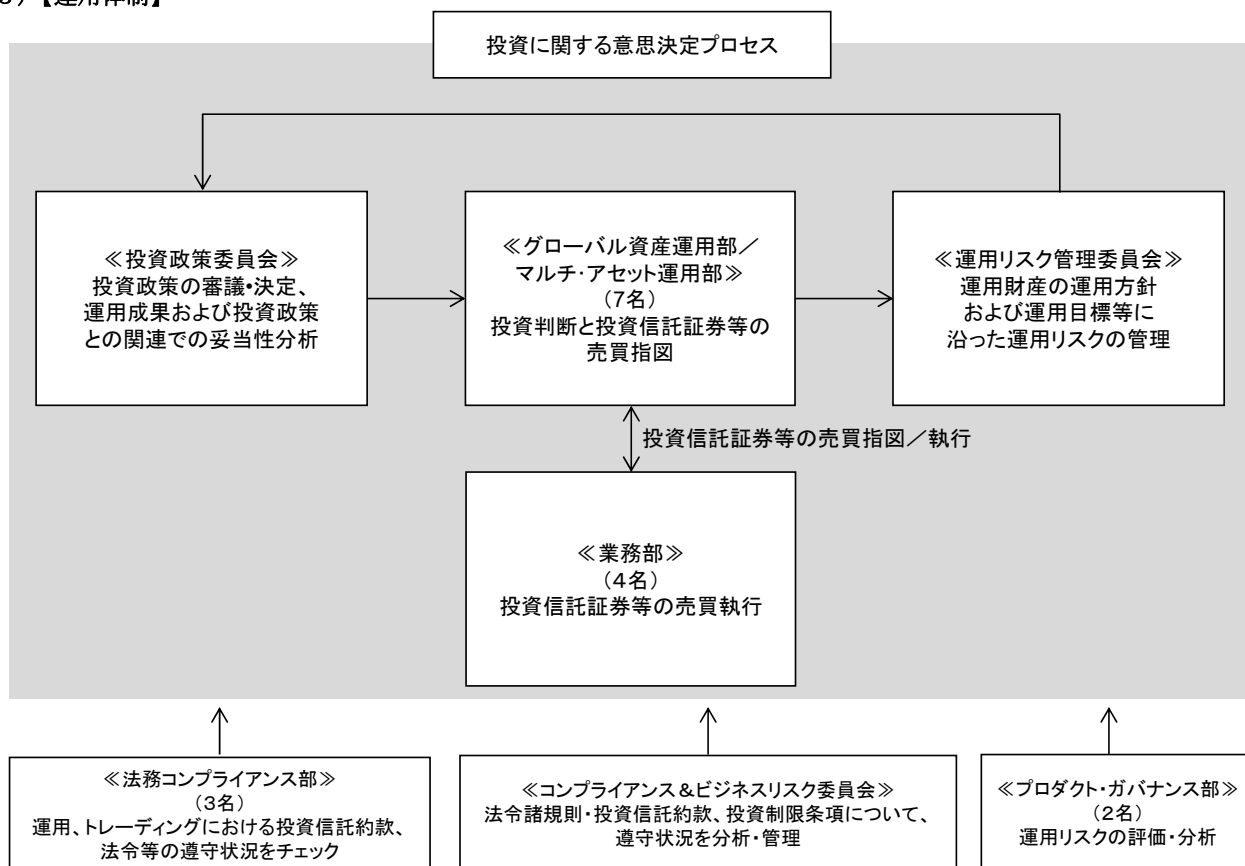 【運用体制】
投資に関する意思決定プロセス
≪投資政策委員会≫
投資政策の審議・決定、
運用成果および投資政策
との関連での妥当性分析
≪グローバル資産運用部／
マルチ・アセット運用部≫
（7名）
投資判断と投資信託証券等の
売買指図
≪運用リスク管理委員会≫
運用財産の運用方針
および運用目標等に
沿った運用リスクの管理
投資信託証券等の売買指図／執行
≪業務部≫
（4名）
投資信託証券等の売買執行
≪法務コンプライアンス部≫
（3名）
運用、トレーディングにおける投資信託約款、
法令等の遵守状況をチェック
≪コンプライアンス＆ビジネスリスク委員会≫
法令諸規則・投資信託約款、投資制限条項について、
遵守状況を分析・管理
≪プロダクト・ガバナンス部≫
（2名）
運用リスクの評価・分析